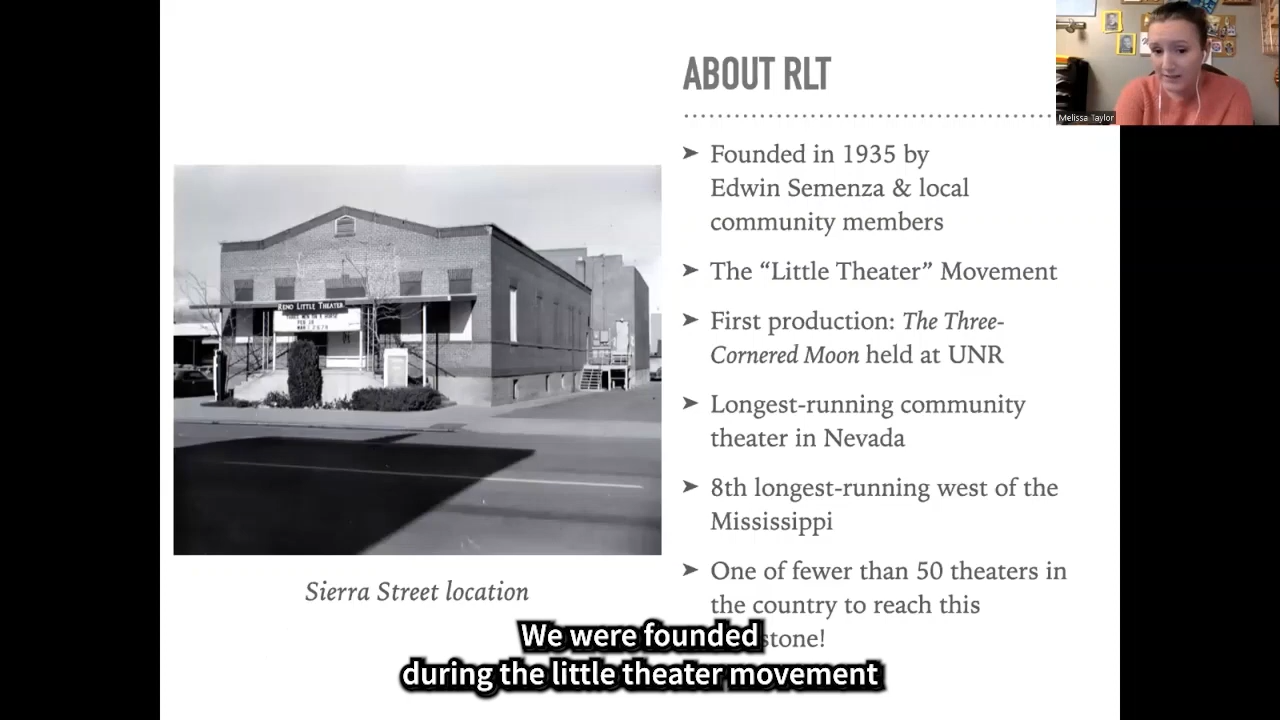 ABOUT RLT
Melissa Taylor
➤ Founded in 1935 by
Edwin Semenza & local
community members
➤ The “Little Theater” Movement
➤ First production: The Three-
Cornered Moon held at UNR
➤ Longest-running community
theater in Nevada
➤ 8th longest-running west of the
Mississippi
➤ One of fewer than 50 theaters in
the country to reach this
stone!
RENO LITTLE THEATER
Sierra Street location
We were founded
during the little theater movement